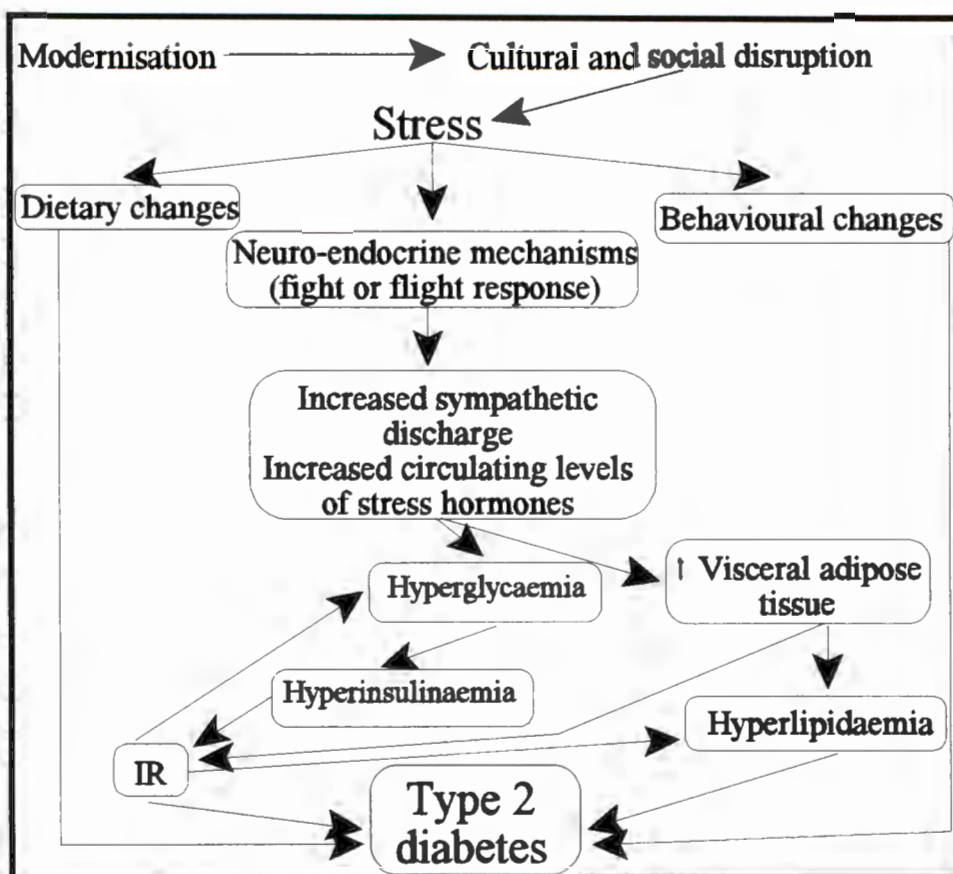 Modernisation
Cultural and social disruption
Stress
Dietary changes
Behavioural changes
Neuro-endocrine mechanisms
(fight or flight response)
Increased sympathetic
discharge
Increased circulating levels
of stress hormones
Hyperglycaemia
↑ Visceral adipose
tissue
Hyperinsulinaemia
Hyperlipidaemia
IR
Type 2
diabetes